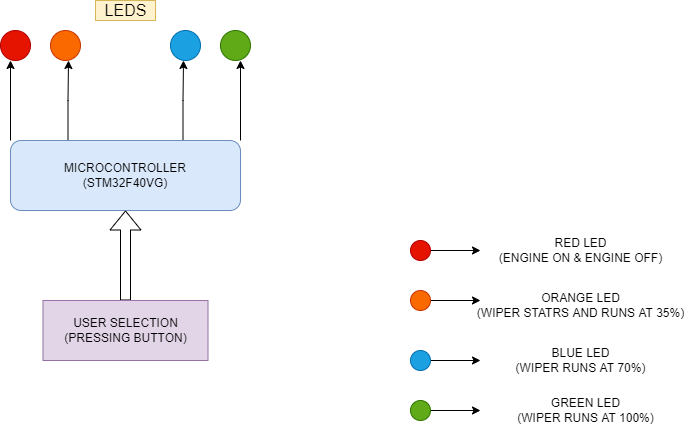 LEDS
MICROCONTROLLER
(STM32F40VG)
USER SELECTION
(PRESSING BUTTON)
RED LED
(ENGINE ON & ENGINE OFF)
ORANGE LED
(WIPER STATRS AND RUNS AT 35%)
BLUE LED
(WIPER RUNS AT 70%)
GREEN LED
(WIPER RUNS AT 100%)